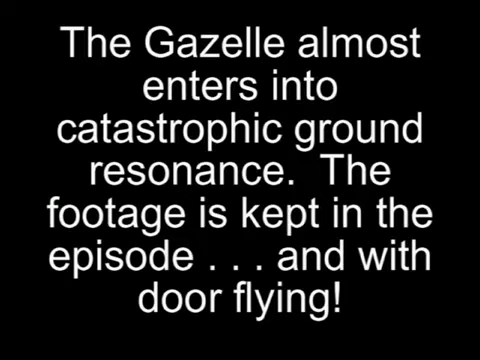 The Gazelle almost
enters into
catastrophic ground
resonance.  The
footage is kept in the
episode . . . and with
door flying!